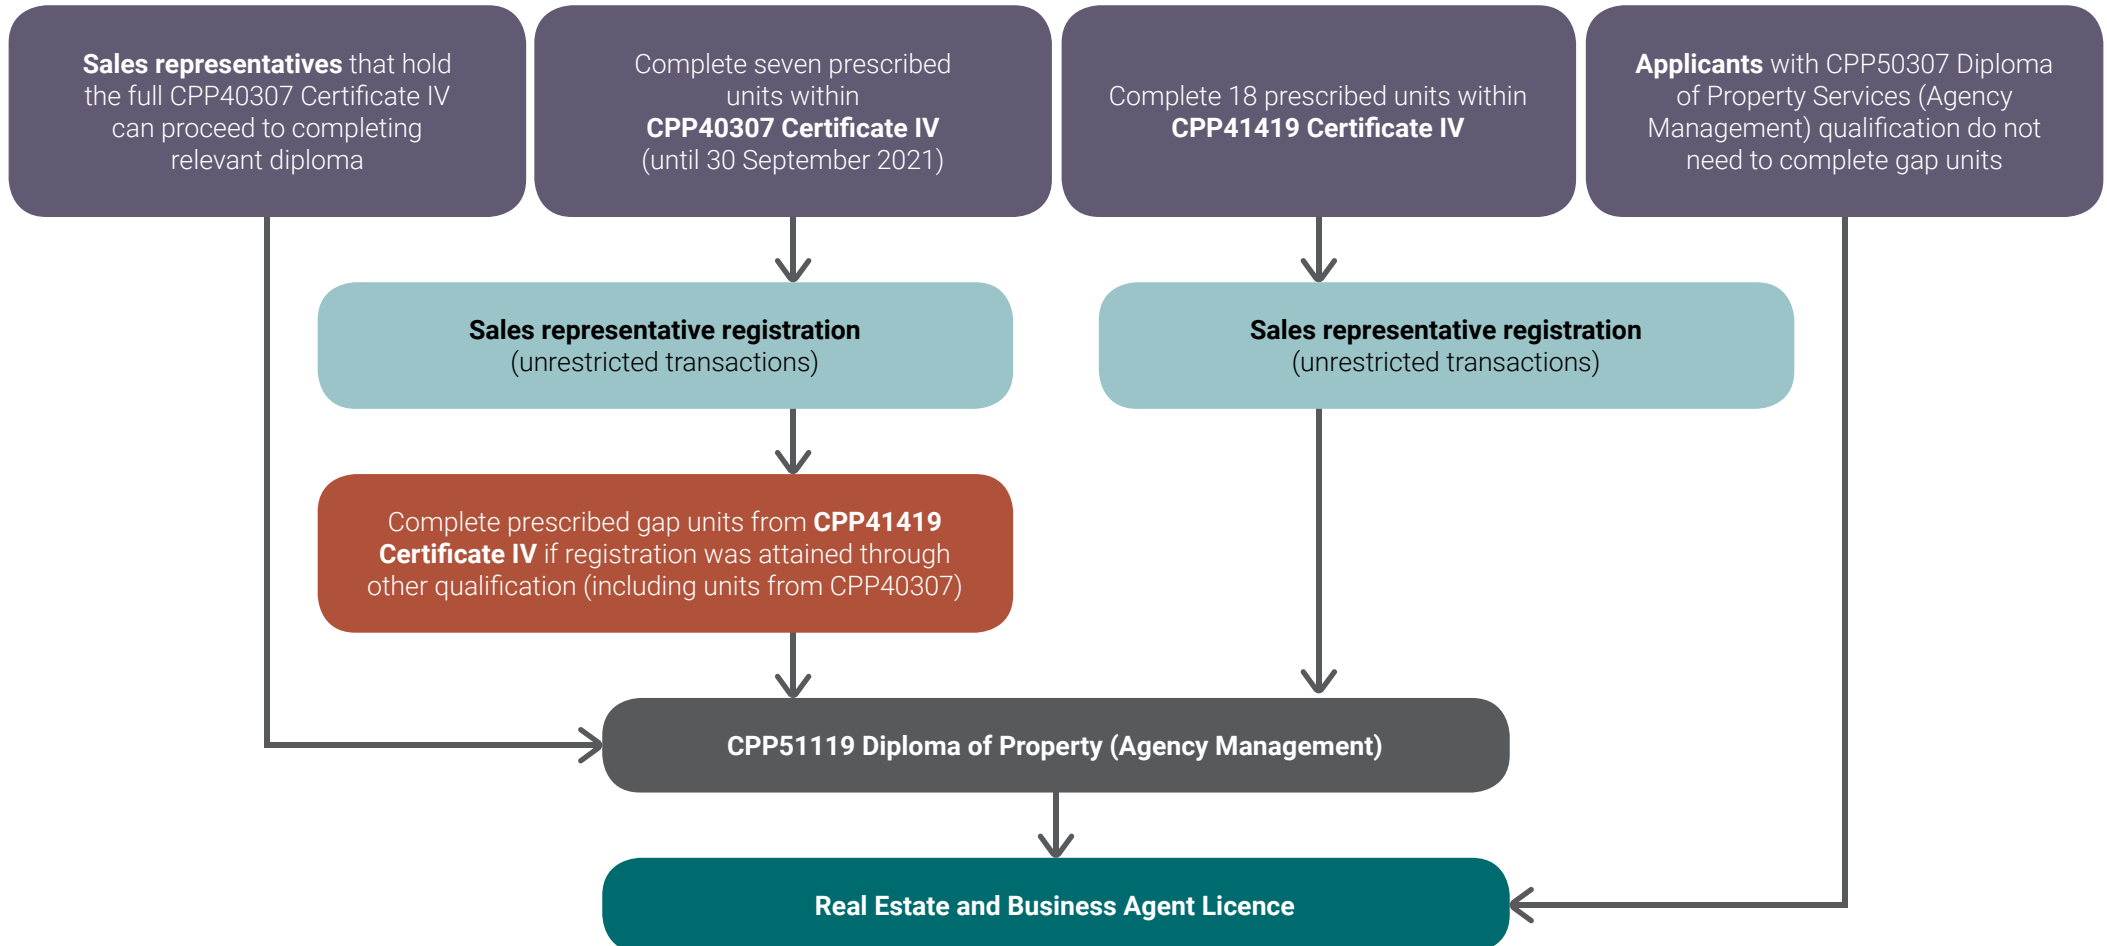 Sales representatives that hold
the full CPP40307 Certificate IV
can proceed to completing
relevant diploma
Complete seven prescribed
units within
CPP40307 Certificate IV
(until 30 September 2021)
Complete 18 prescribed units within
CPP41419 Certificate IV
Applicants with CPP50307 Diploma
of Property Services (Agency
Management) qualification do not
need to complete gap units
Sales representative registration
(unrestricted transactions)
Sales representative registration
(unrestricted transactions)
Complete prescribed gap units from CPP41419
Certificate IV if registration was attained through
other qualification (including units from CPP40307)
CPP51119 Diploma of Property (Agency Management)
Real Estate and Business Agent Licence